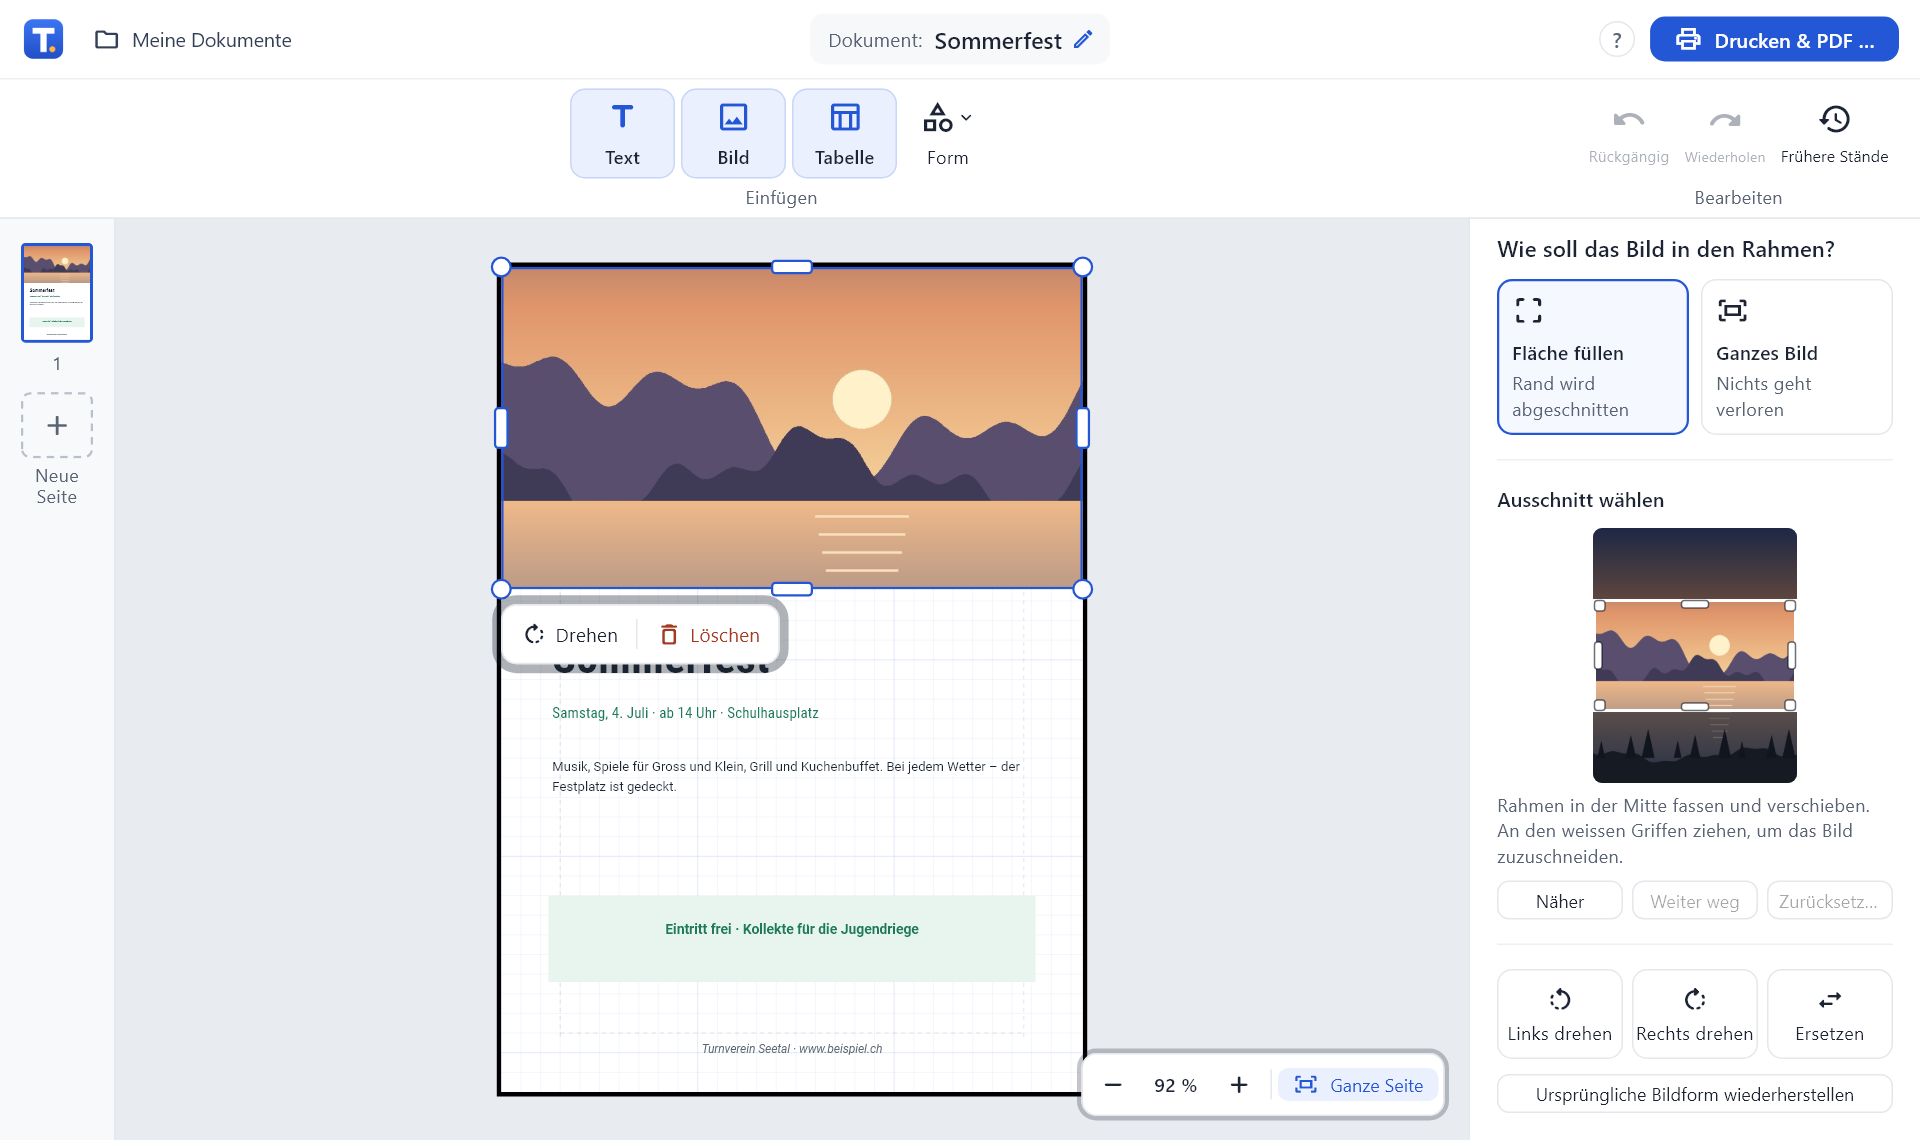 T.
Meine Dokumente
Dokument: Sommerfest
?
Drucken & PDF ...
Text
Bild
Tabelle
Form
Einfügen
Rückgängig
Wiederholen
Frühere Stände
Bearbeiten
1
Neue
Seite
Drehen
Löschen
Sommerfest
Samstag, 4. Juli · ab 14 Uhr · Schulhausplatz
Musik, Spiele für Gross und Klein, Grill und Kuchenbuffet. Bei jedem Wetter – der
Festplatz ist gedeckt.
Eintritt frei · Kollekte für die Jugendriege
Turnverein Seetal · www.beispiel.ch
92 %
Ganze Seite
Wie soll das Bild in den Rahmen?
Fläche füllen
Rand wird
abgeschnitten
Ganzes Bild
Nichts geht
verloren
Ausschnitt wählen
Rahmen in der Mitte fassen und verschieben.
An den weissen Griffen ziehen, um das Bild
zuzuschneiden.
Näher
Weiter weg
Zurücksetz...
Links drehen
Rechts drehen
Ersetzen
Ursprüngliche Bildform wiederherstellen